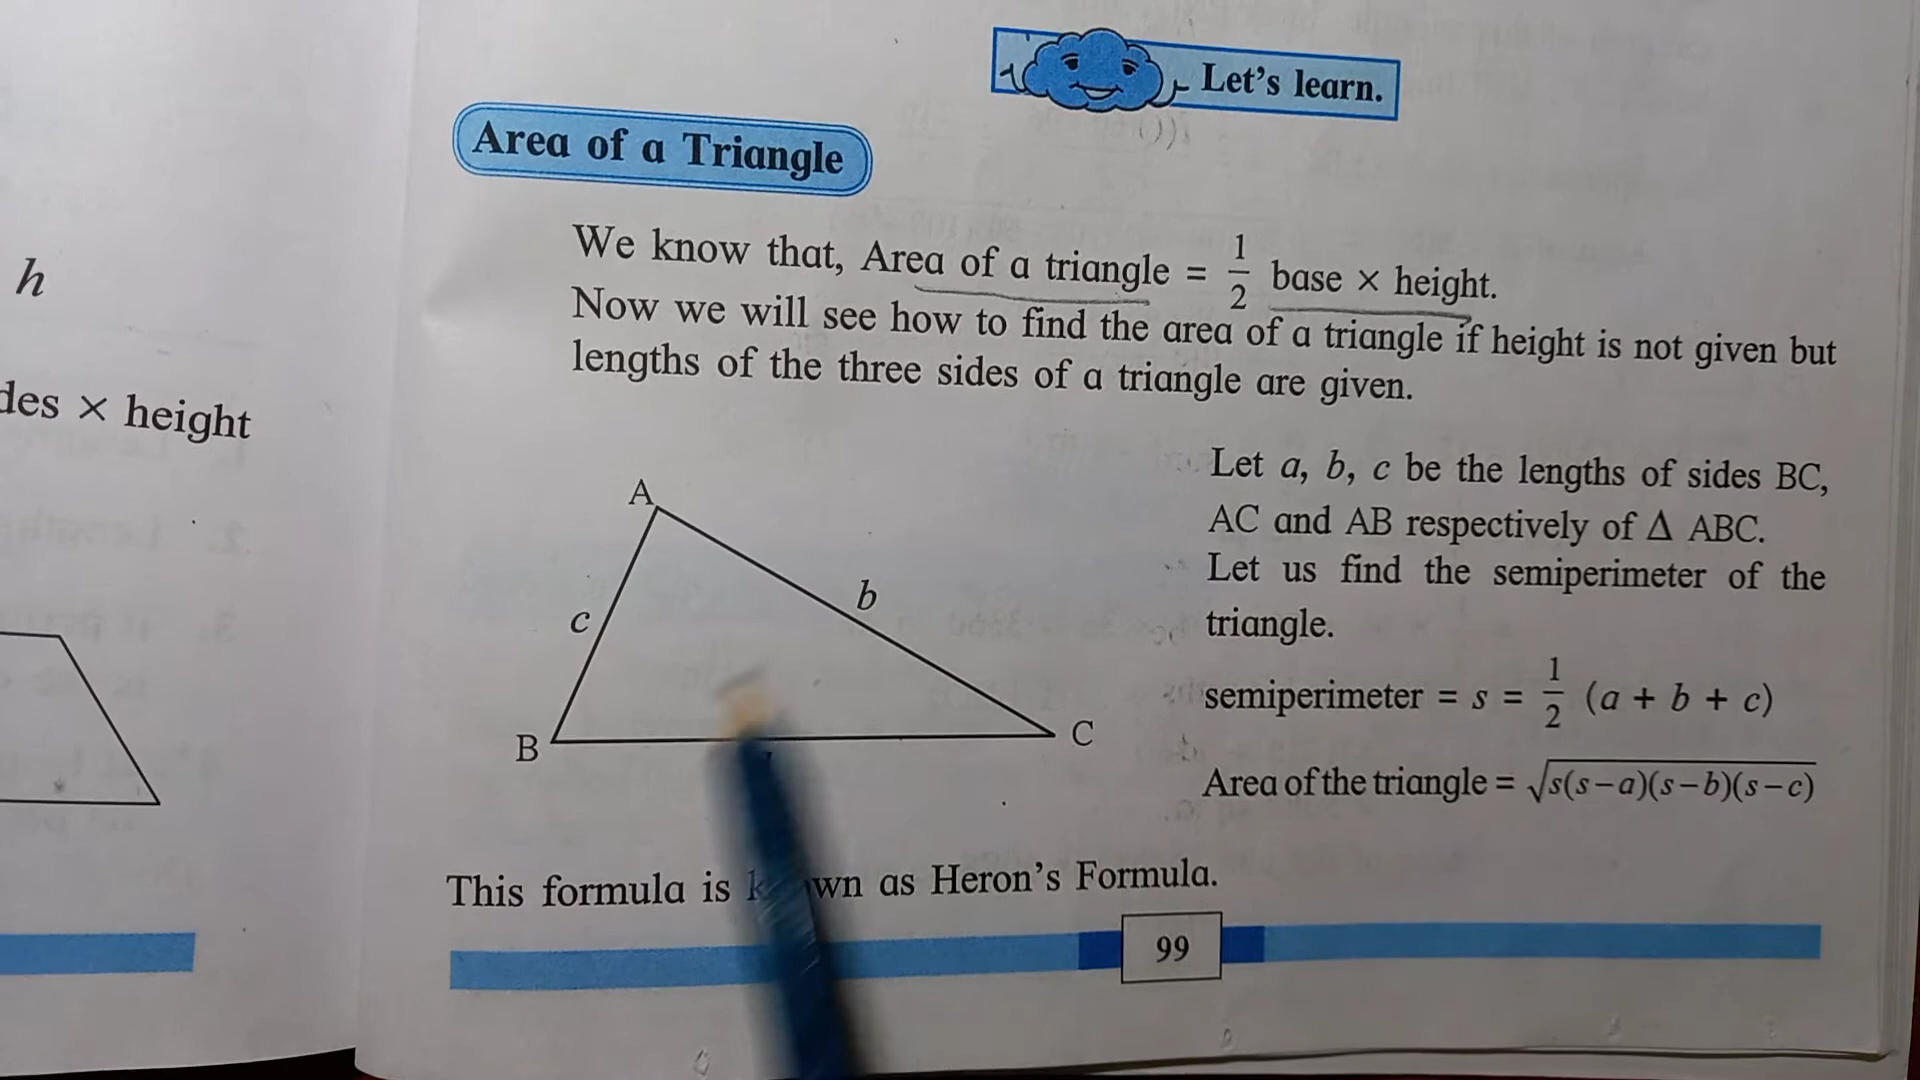 Let's learn.
Area of a Triangle
We know that, Area of a triangle = 1/2 base × height.
Now we will see how to find the area of a triangle if height is not given but
lengths of the three sides of a triangle are given.
h
× height
A
b
c
B
C
Let a, b, c be the lengths of sides BC,
AC and AB respectively of Δ ABC.
Let us find the semiperimeter of the
triangle.
semiperimeter = s = 1/2 (a + b + c)
Area of the triangle = √s(s−a)(s−b)(s−c)
This formula is as Heron's Formula.
99